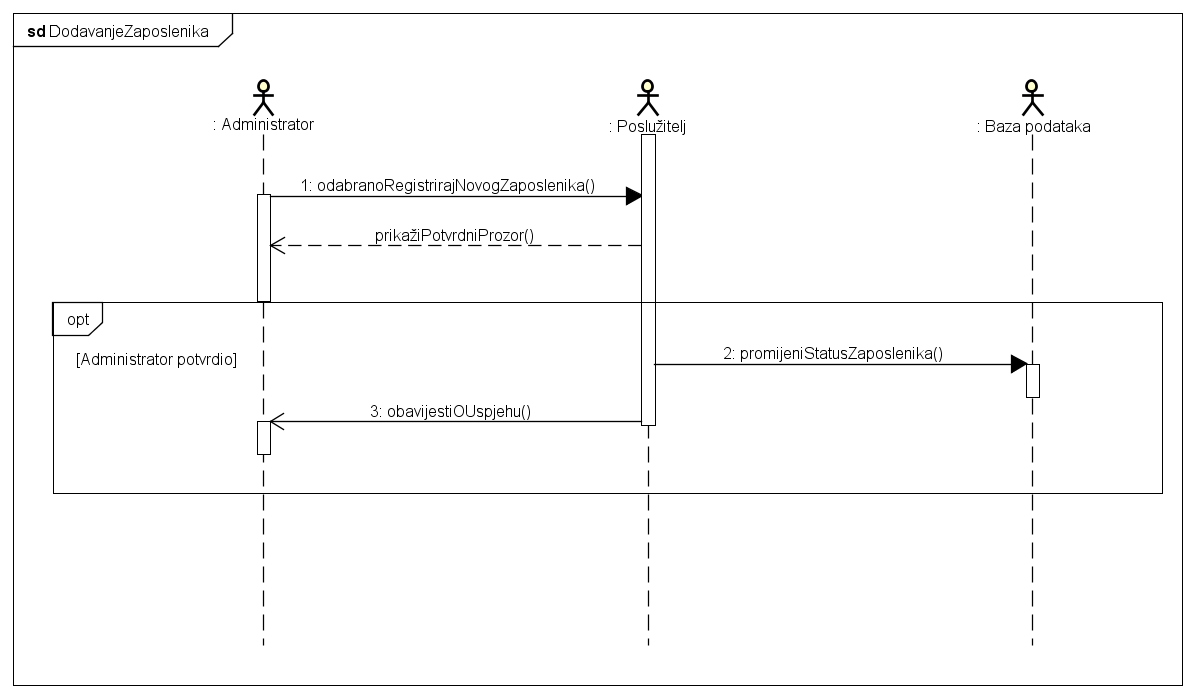 sd DodavanjeZaposlenika
: Administrator
: Poslužitelj
: Baza podataka
1: odabranoRegistrirajNovogZaposlenika()
prikažiPotvrdniProzor()
opt
[Administrator potvrdio]
2: promijeniStatusZaposlenika()
3: obavijestiOUspjehu()